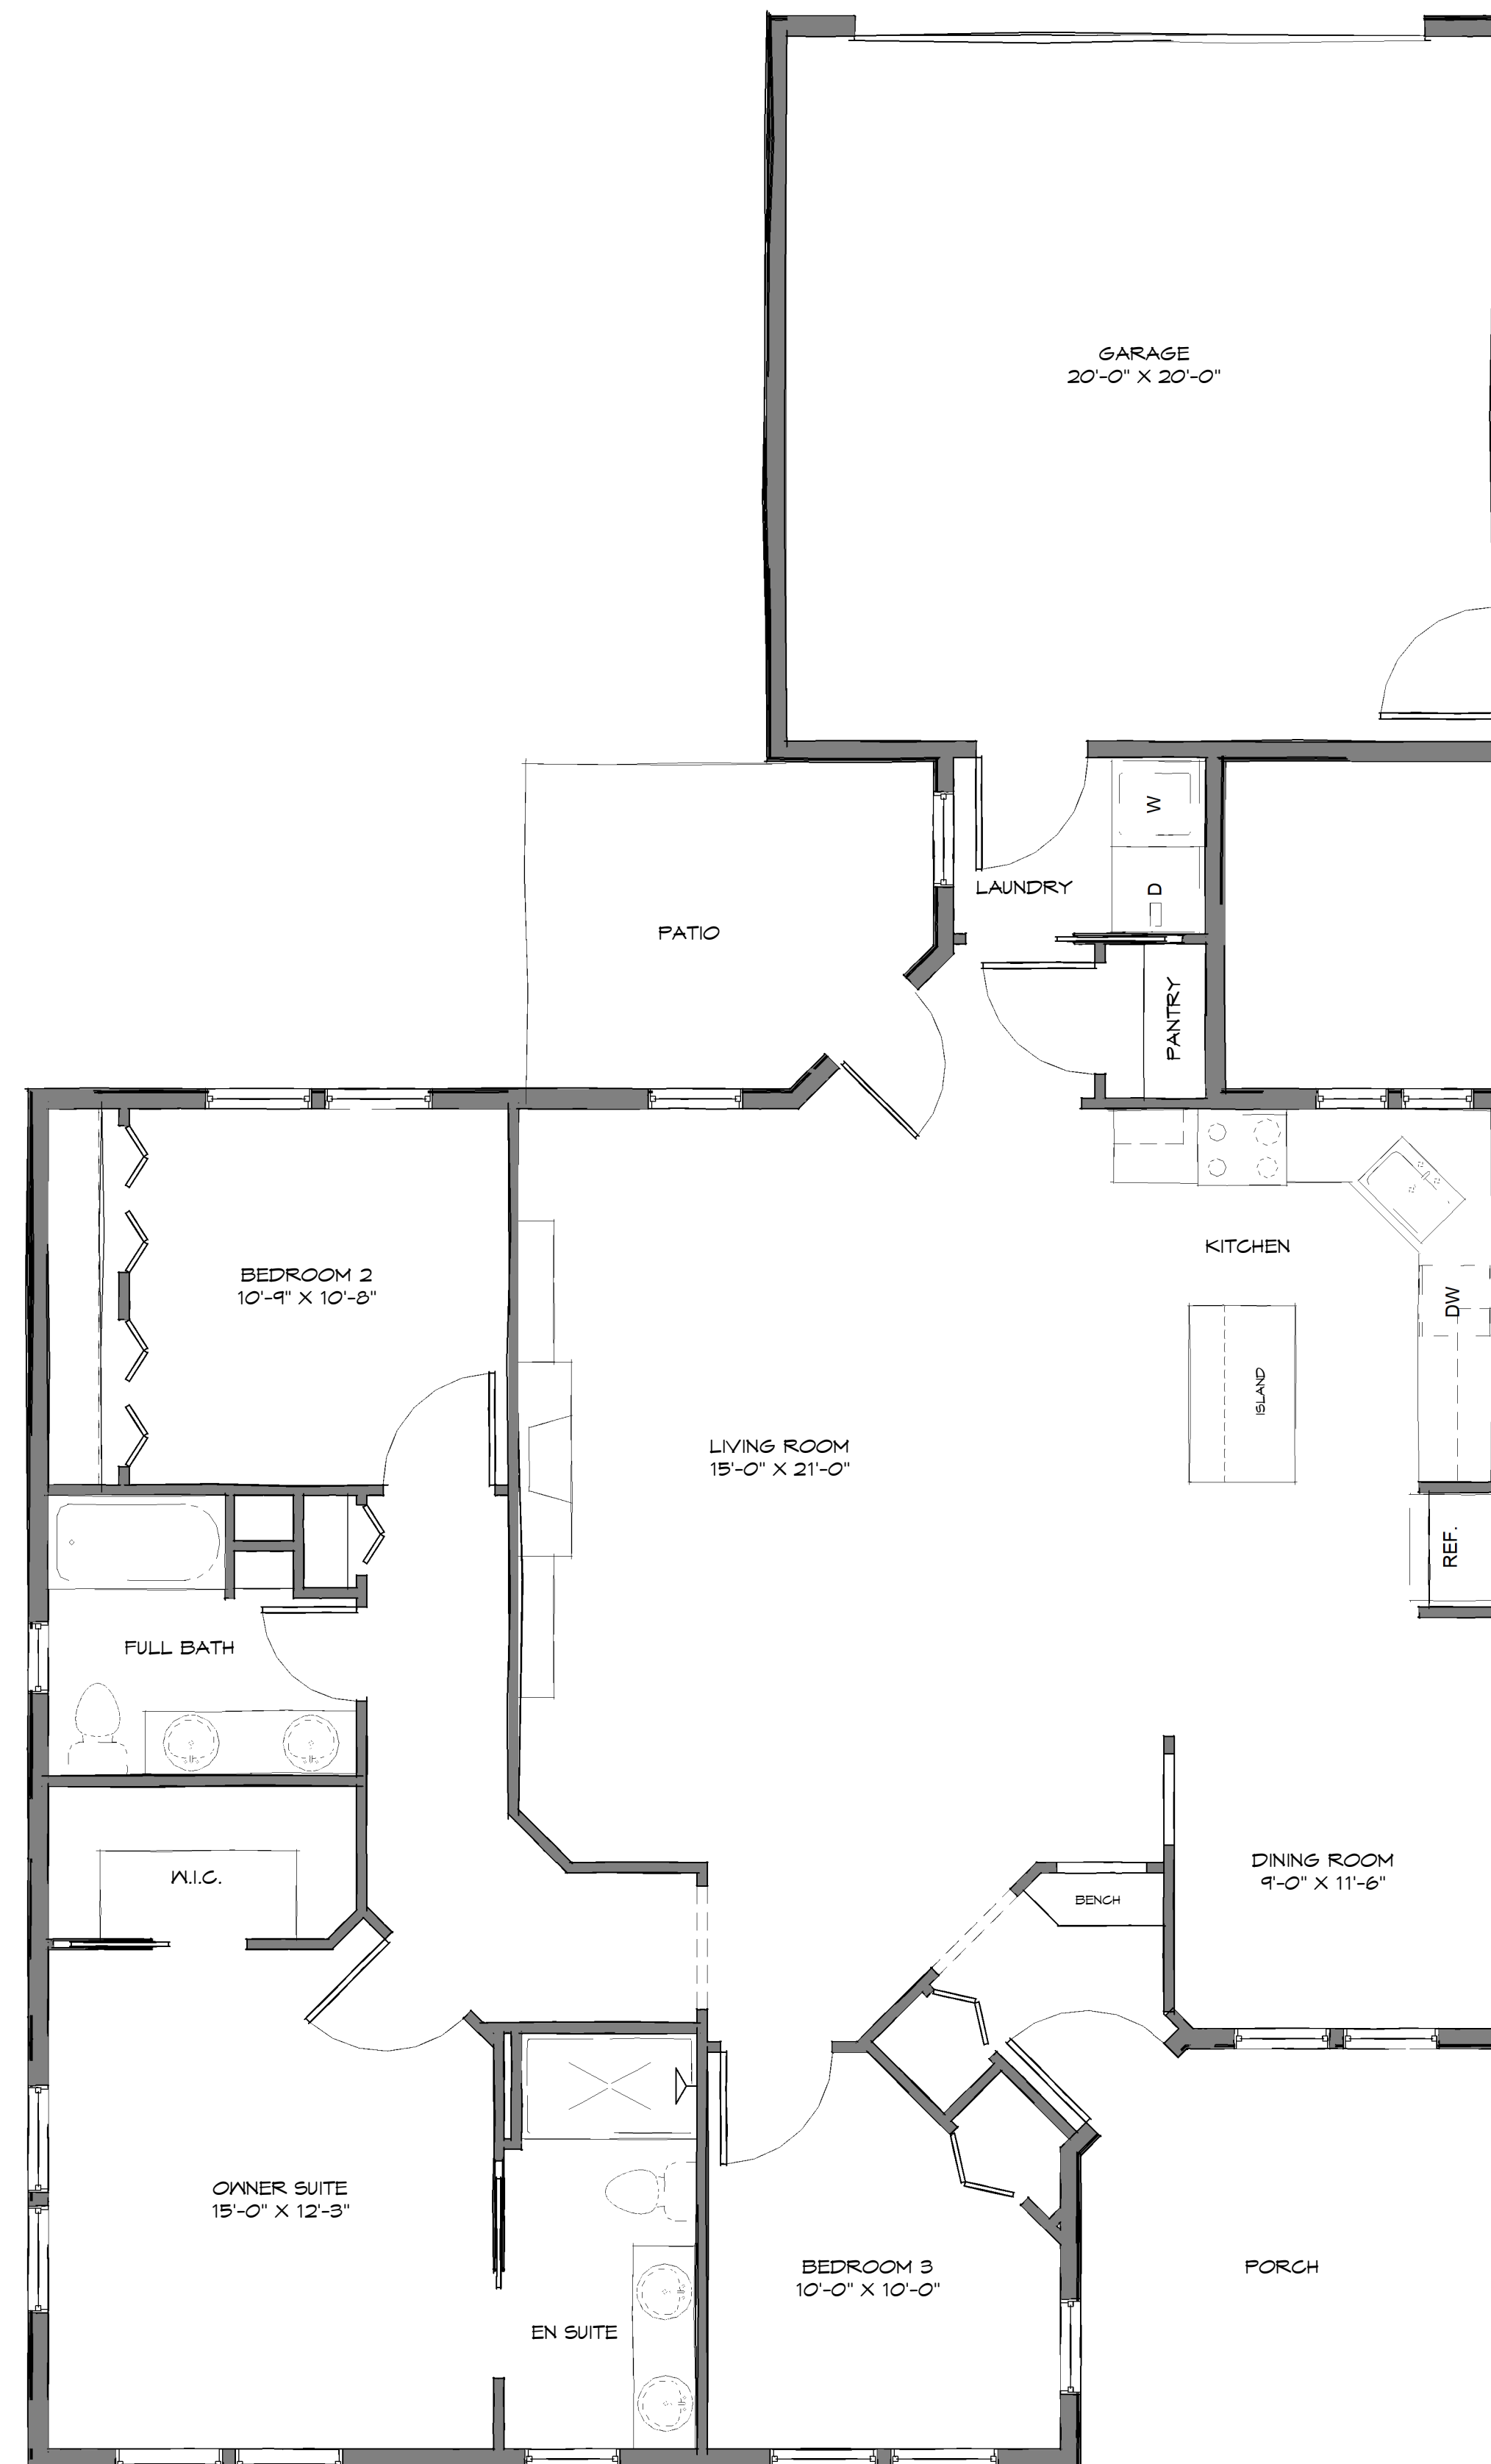 GARAGE
20'-0" X 20'-0"
W
LAUNDRY
D
PATIO
PANTRY
KITCHEN
BEDROOM 2
10'-9" X 10'-8"
DW
ISLAND
LIVING ROOM
15'-0" X 21'-0"
REF.
FULL BATH
DINING ROOM
9'-0" X 11'-6"
W.I.C.
BENCH
OWNER SUITE
15'-0" X 12'-3"
BEDROOM 3
10'-0" X 10'-0"
PORCH
EN SUITE